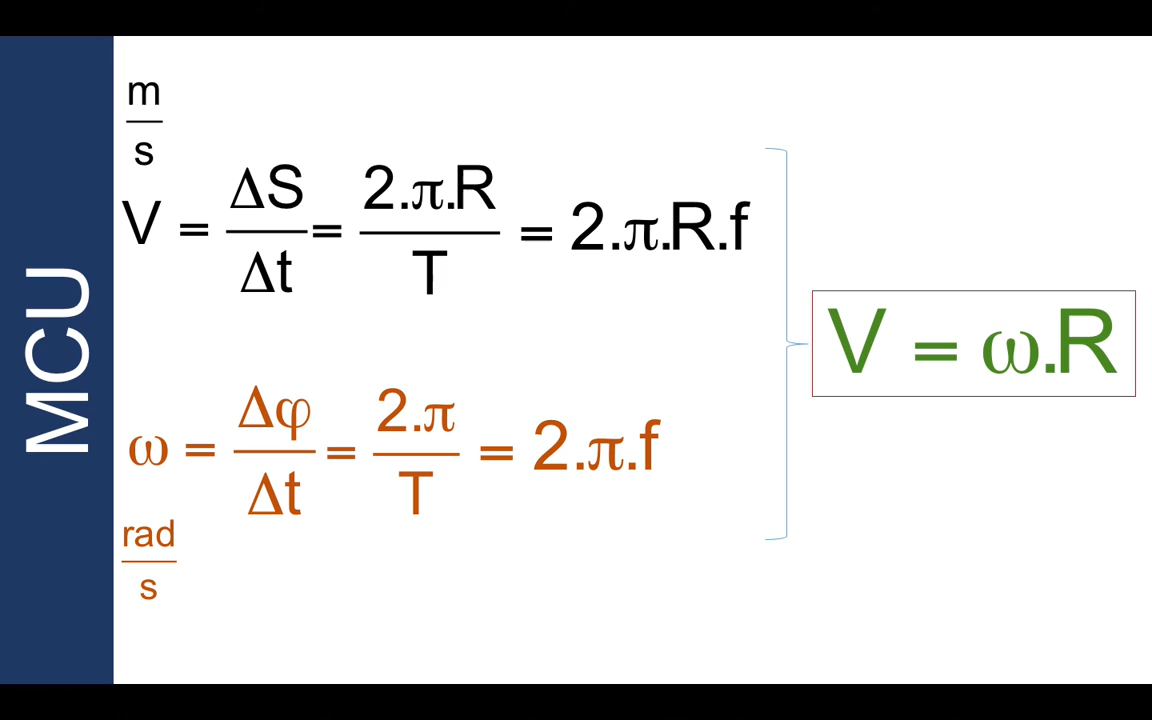 MCU
m/s
V = ΔS/Δt = 2.π.R/T = 2.π.R.f
ω = Δφ/Δt = 2.π/T = 2.π.f
rad/s
V = ω.R